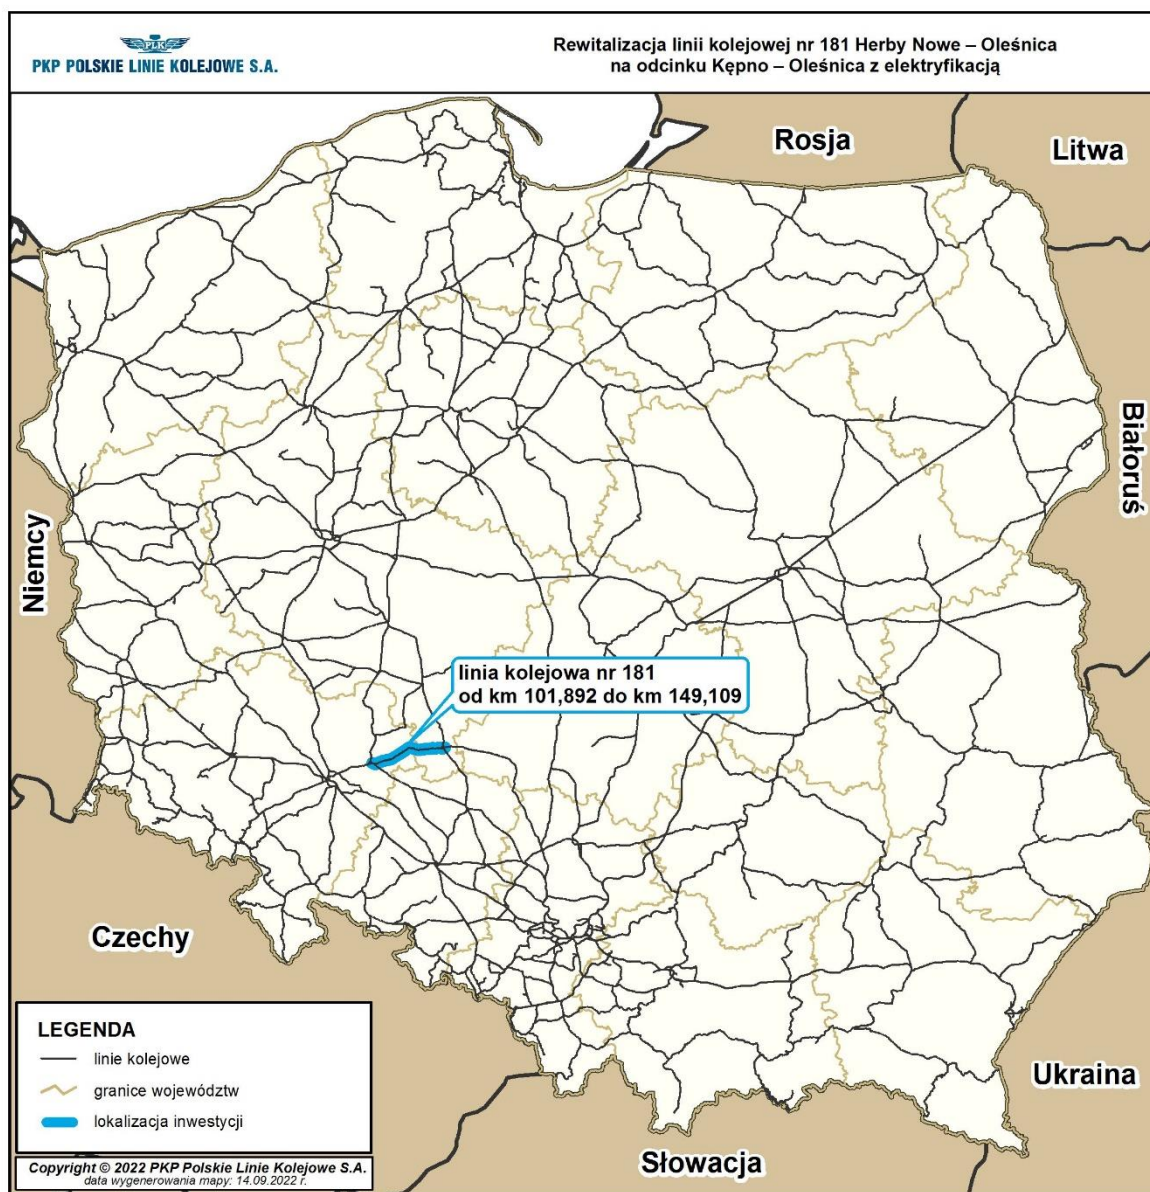 PLK
PKP POLSKIE LINIE KOLEJOWE S.A.
Rewitalizacja linii kolejowej nr 181 Herby Nowe – Oleśnica
na odcinku Kępno – Oleśnica z elektryfikacją
Rosja
Litwa
Białoruś
Niemcy
linia kolejowa nr 181
od km 101,892 do km 149,109
Czechy
LEGENDA
linie kolejowe
granice województw
lokalizacja inwestycji
Ukraina
Słowacja
Copyright © 2022 PKP Polskie Linie Kolejowe S.A.
data wygenerowania mapy: 14.09.2022 r.